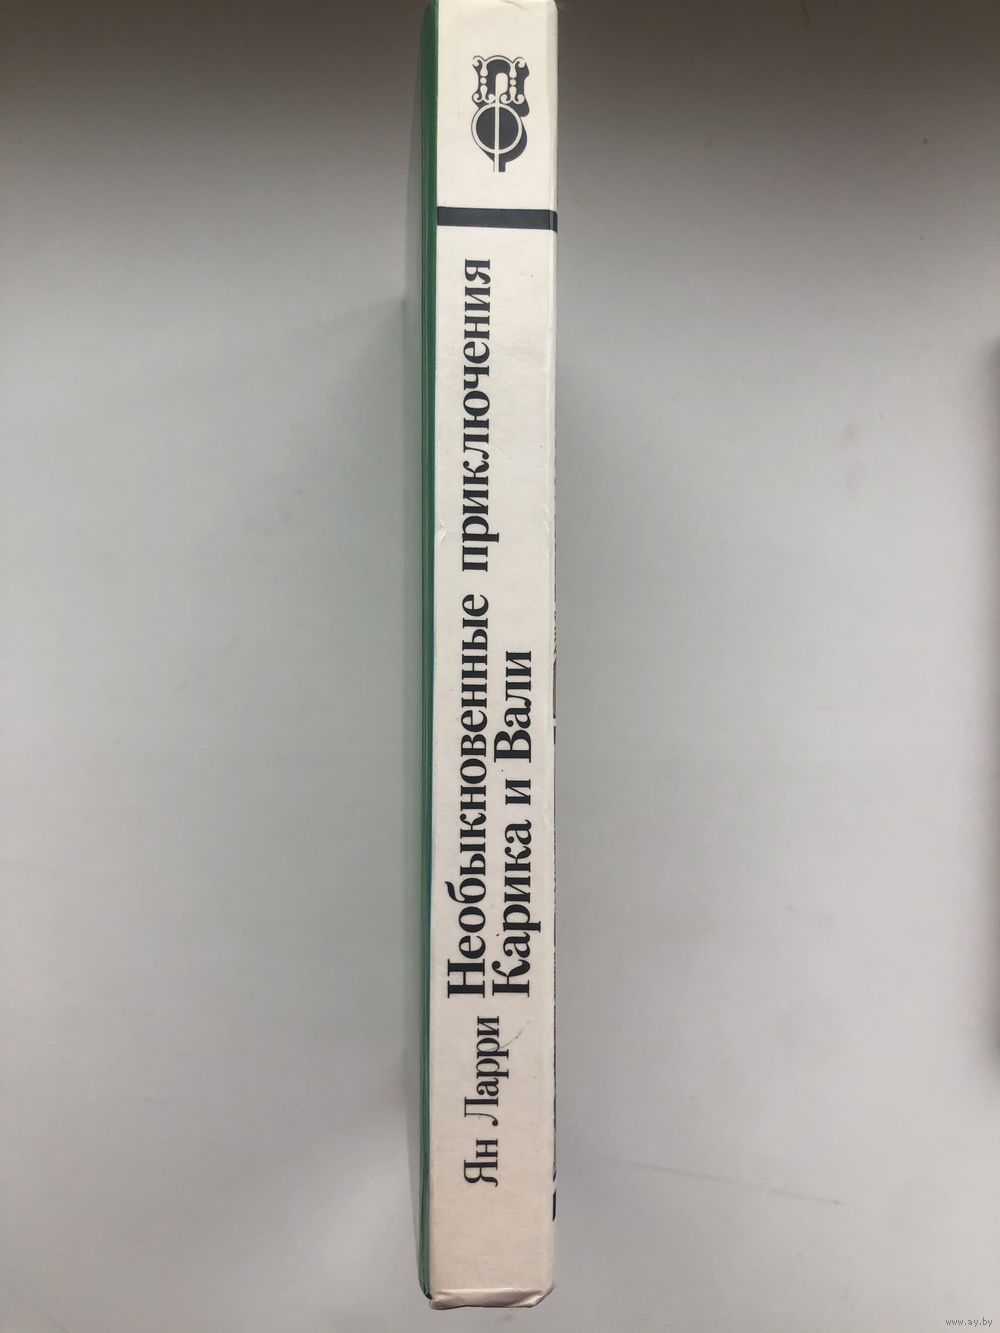 Ян Ларри
Необыкновенные приключения
Карика и Вали
www.ay.by